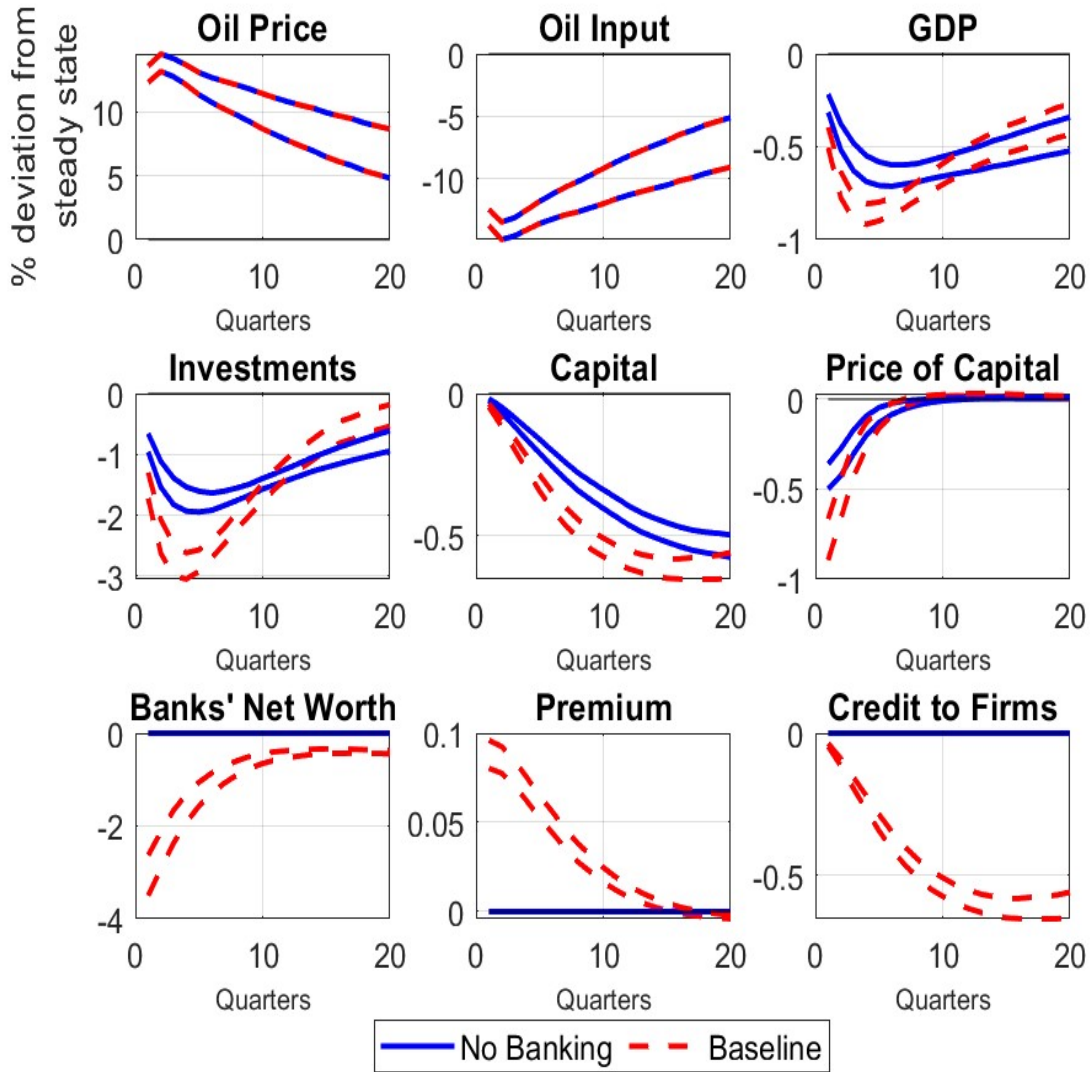 % deviation from
steady state
Oil Price
10
5
0
0 10 20
Quarters
Oil Input
0
-5
-10
0 10 20
Quarters
GDP
0
-0.5
-1
0 10 20
Quarters
Investments
0
-1
-2
-3
0 10 20
Quarters
Capital
0
-0.5
0 10 20
Quarters
Price of Capital
0
-0.5
-1
0 10 20
Quarters
Banks' Net Worth
0
-2
-4
0 10 20
Quarters
Premium
0.1
0.05
0
0 10 20
Quarters
Credit to Firms
0
-0.5
0 10 20
Quarters
No Banking Baseline